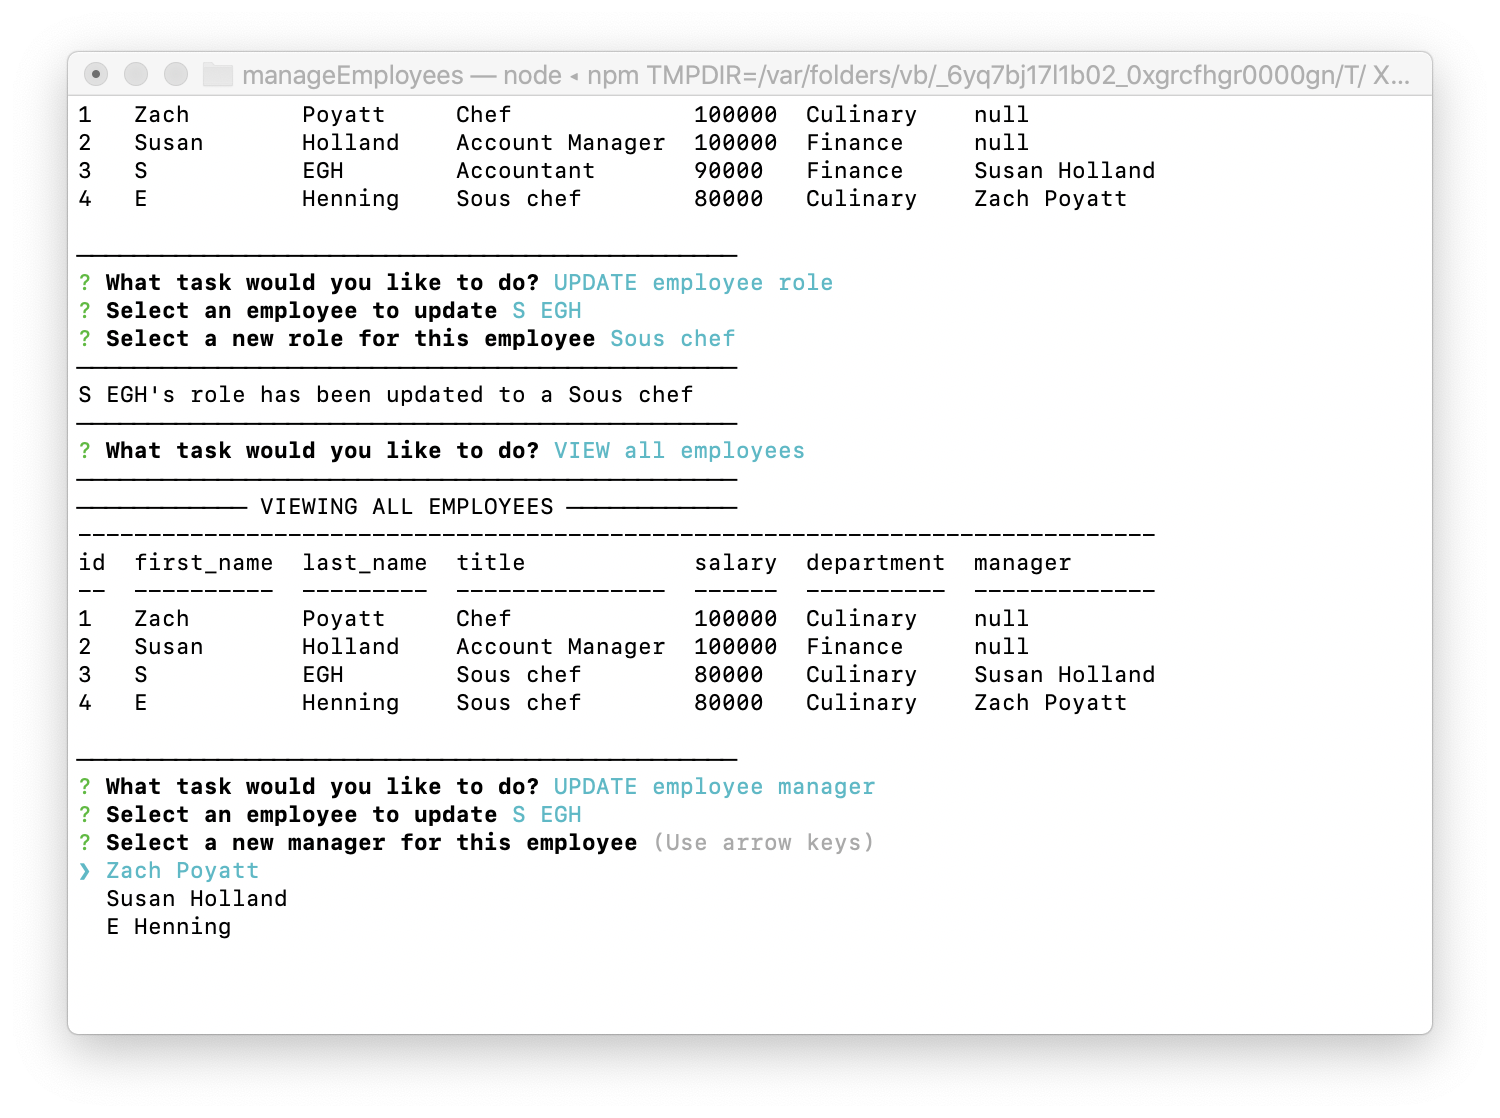 manageEmployees — node ◂ npm TMPDIR=/var/folders/vb/_6yq7bj17l1b02_0xgrcfhgr0000gn/T/ X...
1   Zach        Poyatt     Chef             100000  Culinary    null
2   Susan       Holland    Account Manager  100000  Finance     null
3   S           EGH        Accountant       90000   Finance     Susan Holland
4   E           Henning    Sous chef        80000   Culinary    Zach Poyatt
? What task would you like to do? UPDATE employee role
? Select an employee to update S EGH
? Select a new role for this employee Sous chef
S EGH's role has been updated to a Sous chef
? What task would you like to do? VIEW all employees
———————————— VIEWING ALL EMPLOYEES ————————————
id  first_name  last_name  title            salary  department  manager
--  ----------  ---------  ---------------  ------  ----------  -------------
1   Zach        Poyatt     Chef             100000  Culinary    null
2   Susan       Holland    Account Manager  100000  Finance     null
3   S           EGH        Sous chef        80000   Culinary    Susan Holland
4   E           Henning    Sous chef        80000   Culinary    Zach Poyatt
? What task would you like to do? UPDATE employee manager
? Select an employee to update S EGH
? Select a new manager for this employee (Use arrow keys)
❯ Zach Poyatt
  Susan Holland
  E Henning